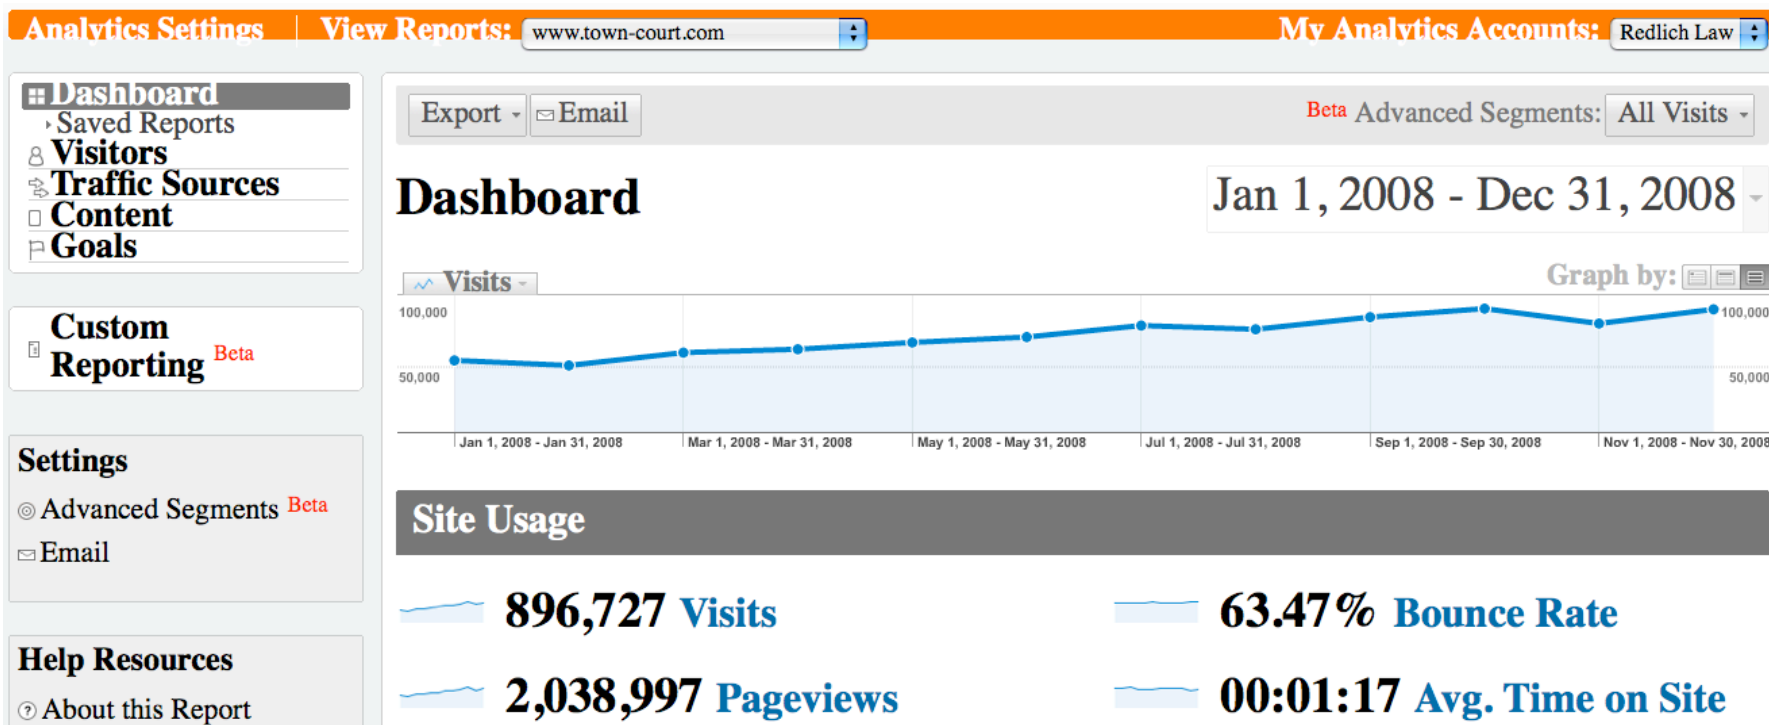 Analytics Settings View Reports: www.town-court.com My Analytics Accounts: Redlich Law
Dashboard
Saved Reports
Visitors
Traffic Sources
Content
Goals
Custom
Reporting Beta
Settings
Advanced Segments Beta
Email
Help Resources
About this Report
Export Email Beta Advanced Segments: All Visits
Dashboard Jan 1, 2008 - Dec 31, 2008
Visits Graph by:
100,000 100,000
50,000 50,000
Jan 1, 2008 - Jan 31, 2008 Mar 1, 2008 - Mar 31, 2008 May 1, 2008 - May 31, 2008 Jul 1, 2008 - Jul 31, 2008 Sep 1, 2008 - Sep 30, 2008 Nov 1, 2008 - Nov 30, 2008
Site Usage
896,727 Visits 63.47% Bounce Rate
2,038,997 Pageviews 00:01:17 Avg. Time on Site